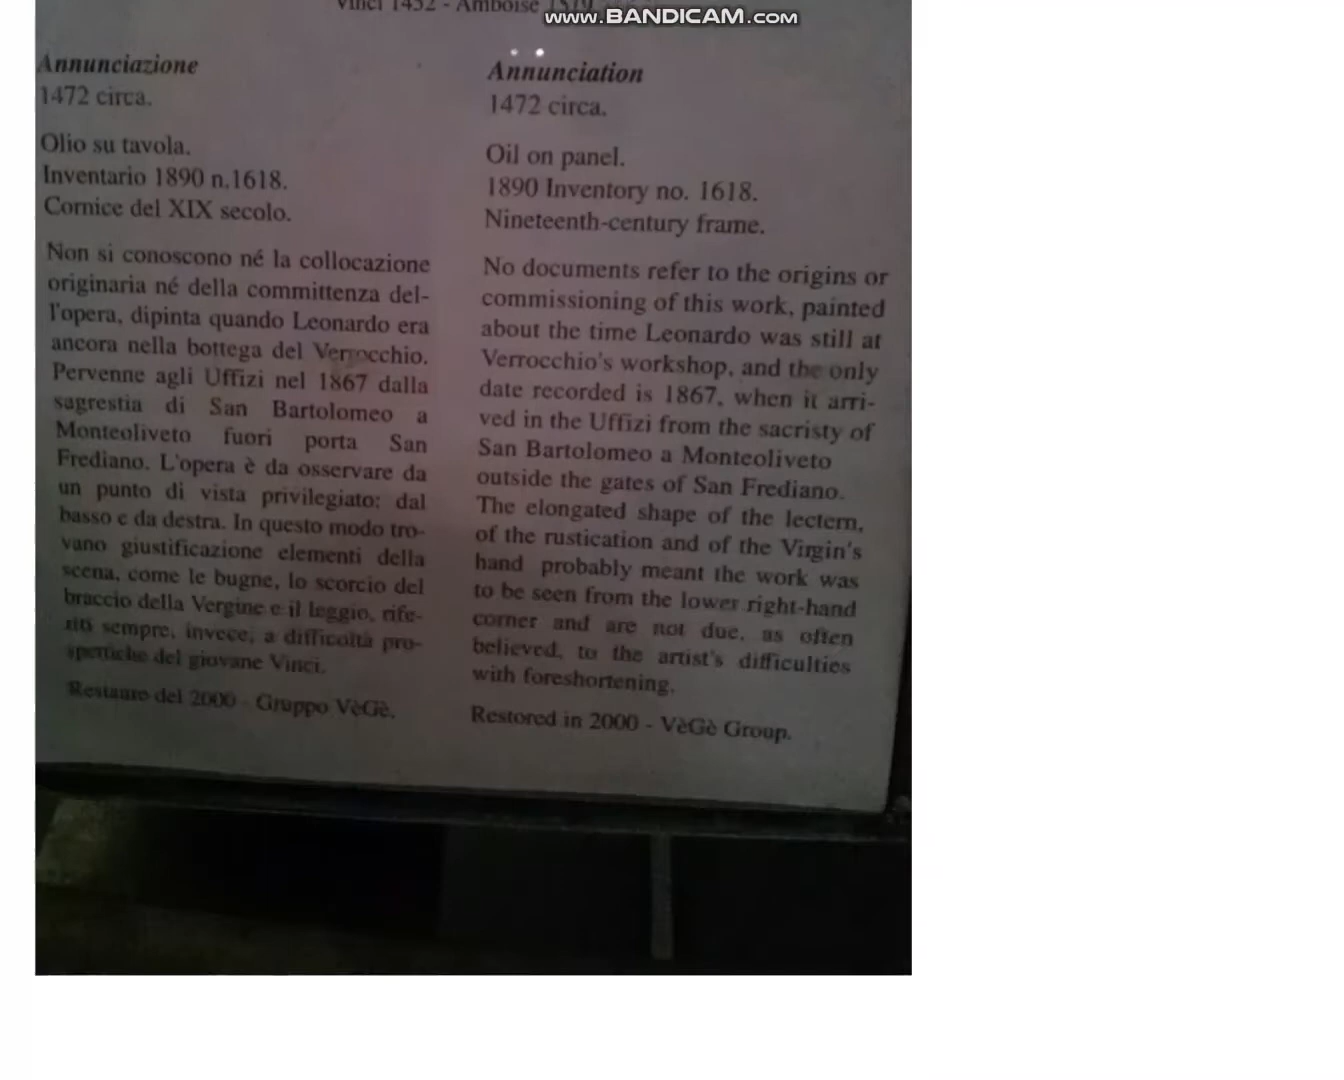 Vinci 1452 - Amboise 1519
www.BANDICAM.com
Annunciazione
1472 circa.
Olio su tavola.
Inventario 1890 n.1618.
Cornice del XIX secolo.
Non si conoscono né la collocazione
originaria né della committenza del-
l'opera, dipinta quando Leonardo era
ancora nella bottega del Verrocchio.
Pervenne agli Uffizi nel 1867 dalla
sagrestia di San Bartolomeo a
Monteoliveto fuori porta San
Frediano. L'opera è da osservare da
un punto di vista privilegiato: dal
basso e da destra. In questo modo tro-
vano giustificazione elementi della
scena, come le bugne, lo scorcio del
braccio della Vergine e il leggio, rife-
riti sempre, invece, a difficoltà pro-
spettiche del giovane Vinci.
Restauro del 2000 - Gruppo VèGè.
Annunciation
1472 circa.
Oil on panel.
1890 Inventory no. 1618.
Nineteenth-century frame.
No documents refer to the origins or
commissioning of this work, painted
about the time Leonardo was still at
Verrocchio's workshop, and the only
date recorded is 1867, when it arri-
ved in the Uffizi from the sacristy of
San Bartolomeo a Monteoliveto
outside the gates of San Frediano.
The elongated shape of the lectern,
of the rustication and of the Virgin's
hand probably meant the work was
to be seen from the lower right-hand
corner and are not due, as often
believed, to the artist's difficulties
with foreshortening.
Restored in 2000 - VèGè Group.